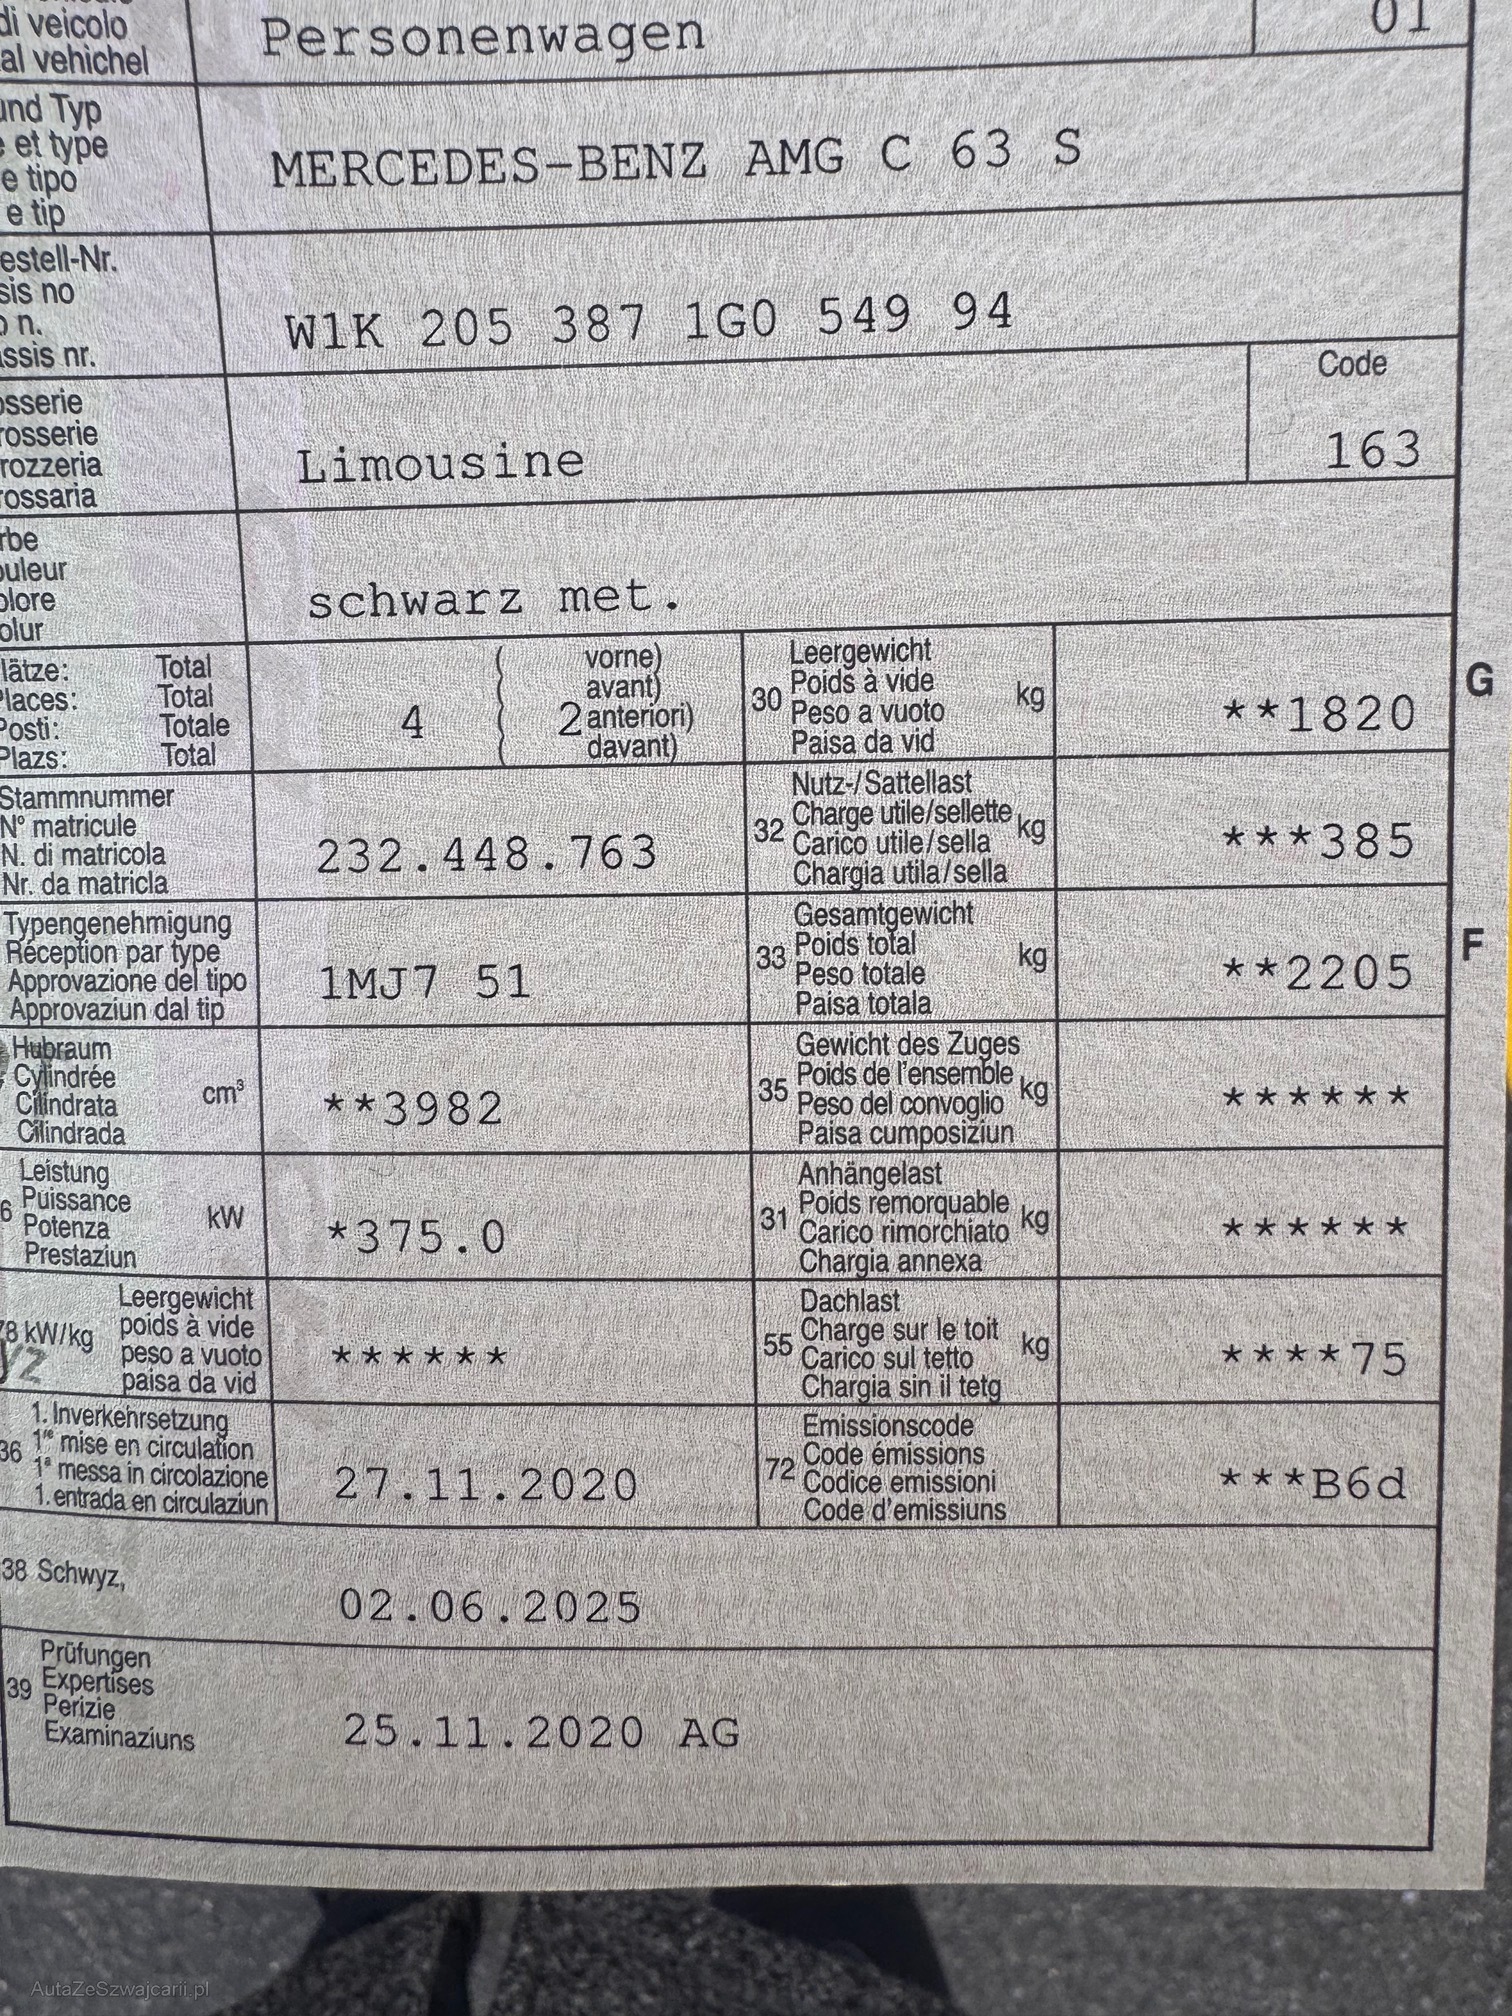 di veicolo
al vehichel
Personenwagen
01
und Typ
et type
e tipo
e tip
MERCEDES-BENZ AMG C 63 S
estell-Nr.
sis no
o n.
assis nr.
W1K 205 387 1G0 549 94
osserie
rosserie
rozzeria
rossaria
Limousine
Code
163
rbe
ouleur
olore
olur
schwarz met.
lätze: Total
Places: Total
Posti: Totale
Plazs: Total
4
2
vorne)
avant)
anteriori)
davant)
30
Leergewicht
Poids à vide
Peso a vuoto
Paisa da vid
kg
**1820
G
Stammnummer
N° matricule
N. di matricola
Nr. da matricla
232.448.763
32
Nutz-/Sattellast
Charge utile/sellette
Carico utile/sella
Chargia utila/sella
kg
***385
Typengenehmigung
Réception par type
Approvazione del tipo
Approvaziun dal tip
1MJ7 51
33
Gesamtgewicht
Poids total
Peso totale
Paisa totala
kg
**2205
F
Hubraum
Cylindrée
Cilindrata
Cilindrada
cm³
**3982
35
Gewicht des Zuges
Poids de l'ensemble
Peso del convoglio
Paisa cumposiziun
kg
******
6
Leistung
Puissance
Potenza
Prestaziun
kW
*375.0
31
Anhängelast
Poids remorquable
Carico rimorchiato
Chargia annexa
kg
******
78 kW/kg
Leergewicht
poids à vide
peso a vuoto
paisa da vid
******
yz
55
Dachlast
Charge sur le toit
Carico sul tetto
Chargia sin il tetg
kg
****75
36
1. Inverkehrsetzung
1re mise en circulation
1a messa in circolazione
1. entrada en circulaziun
27.11.2020
72
Emissionscode
Code émissions
Codice emissioni
Code d'emissiuns
***B6d
38 Schwyz,
02.06.2025
39
Prüfungen
Expertises
Perizie
Examinaziuns
25.11.2020 AG
AutaZeSzwajcarii.pl